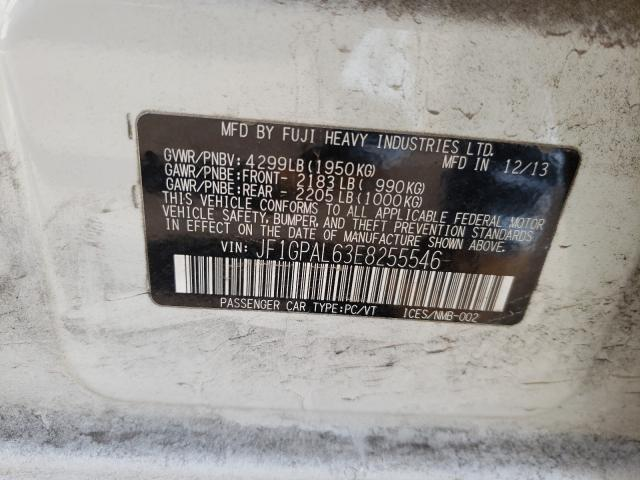 MFD BY FUJI HEAVY INDUSTRIES LTD.
GVWR/PNBV: 4299LB(1950KG) MFD IN 12/13
GAWR/PNBE:FRONT- 2183LB( 990KG)
GAWR/PNBE:REAR - 2205LB(1000KG)
THIS VEHICLE CONFORMS TO ALL APPLICABLE FEDERAL MOTOR
VEHICLE SAFETY, BUMPER, AND THEFT PREVENTION STANDARDS
IN EFFECT ON THE DATE OF MANUFACTURE SHOWN ABOVE.
VIN: JF1GPAL63E8255546
PASSENGER CAR TYPE:PC/VT ICES/NMB-002